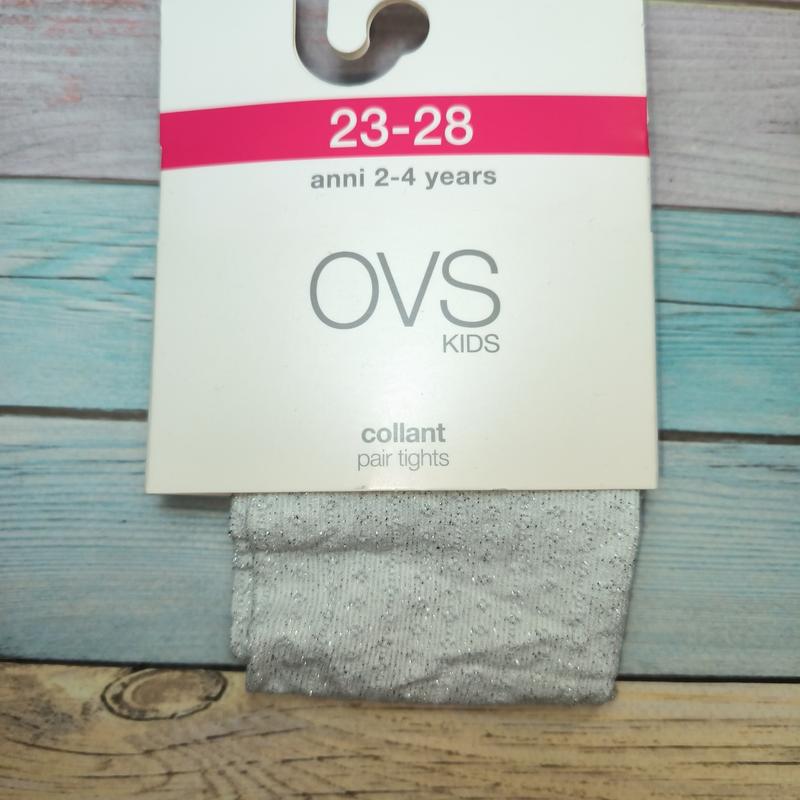 23-28
anni 2-4 years
OVS
KIDS
collant
pair tights